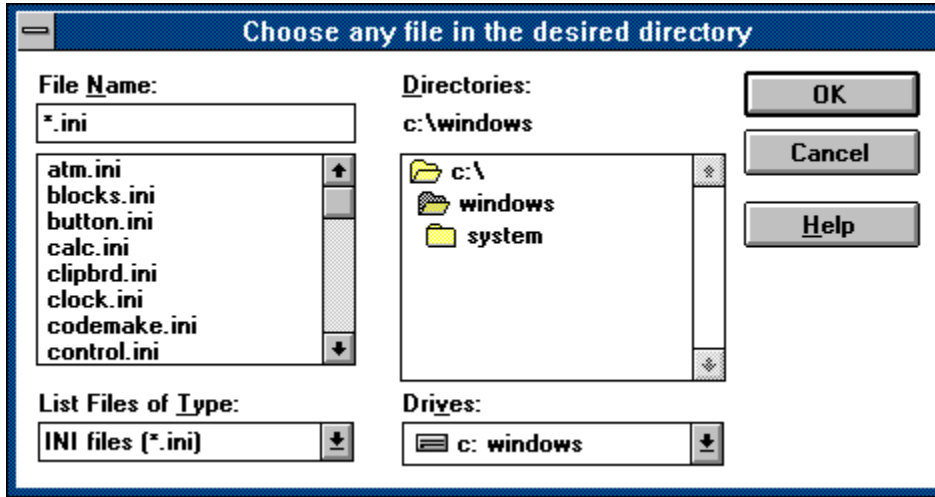 Choose any file in the desired directory
File Name:
*.ini
atm.ini
blocks.ini
button.ini
calc.ini
clipbrd.ini
clock.ini
codemake.ini
control.ini
List Files of Type:
INI files (*.ini)
Directories:
c:\windows
c:\
windows
system
Drives:
c: windows
OK
Cancel
Help